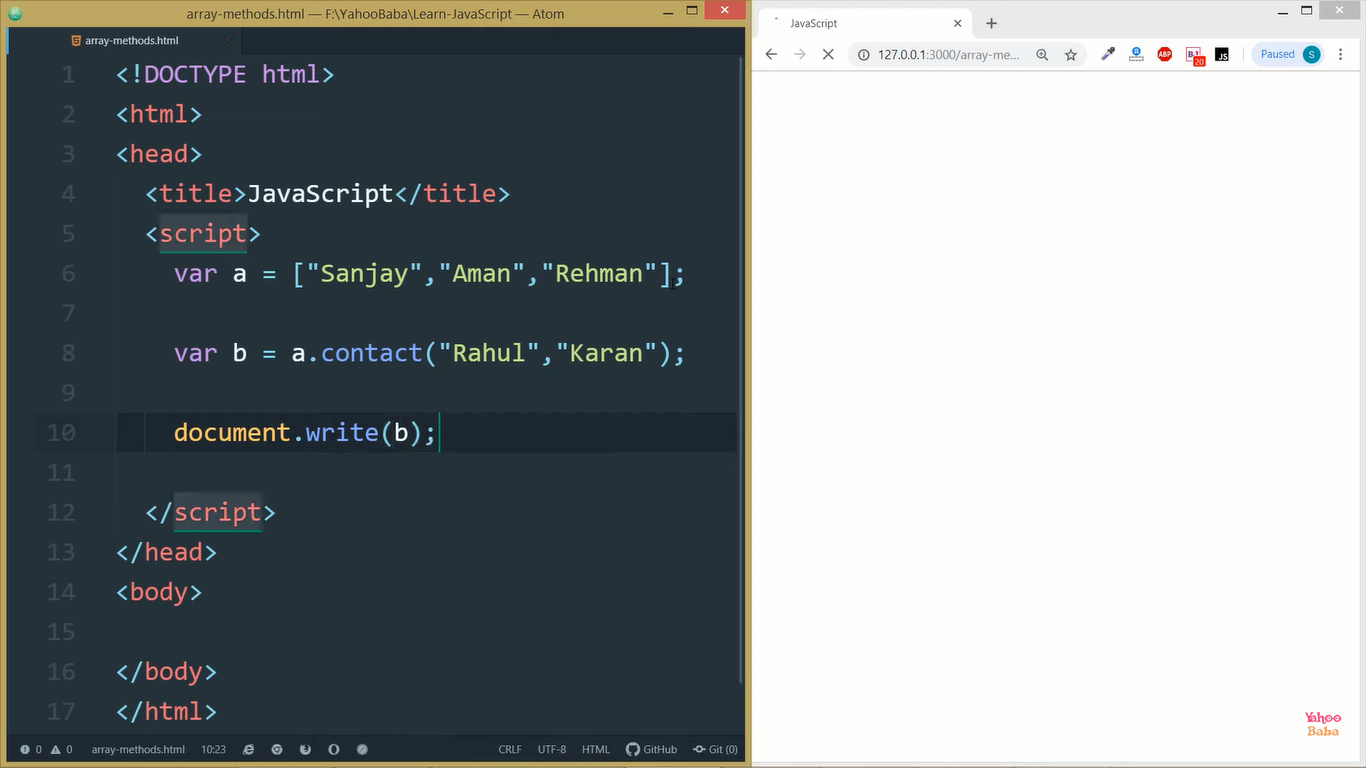 array-methods.html — F:\YahooBaba\Learn-JavaScript — Atom
array-methods.html
1 <!DOCTYPE html>
2 <html>
3 <head>
4 <title>JavaScript</title>
5 <script>
6 var a = ["Sanjay","Aman","Rehman"];
7
8 var b = a.contact("Rahul","Karan");
9
10 document.write(b);
11
12 </script>
13 </head>
14 <body>
15
16 </body>
17 </html>
0 0 array-methods.html 10:23 CRLF UTF-8 HTML GitHub Git (0)
JavaScript
127.0.0.1:3000/array-me... ABP 20 JS Paused S
Yahoo
Baba